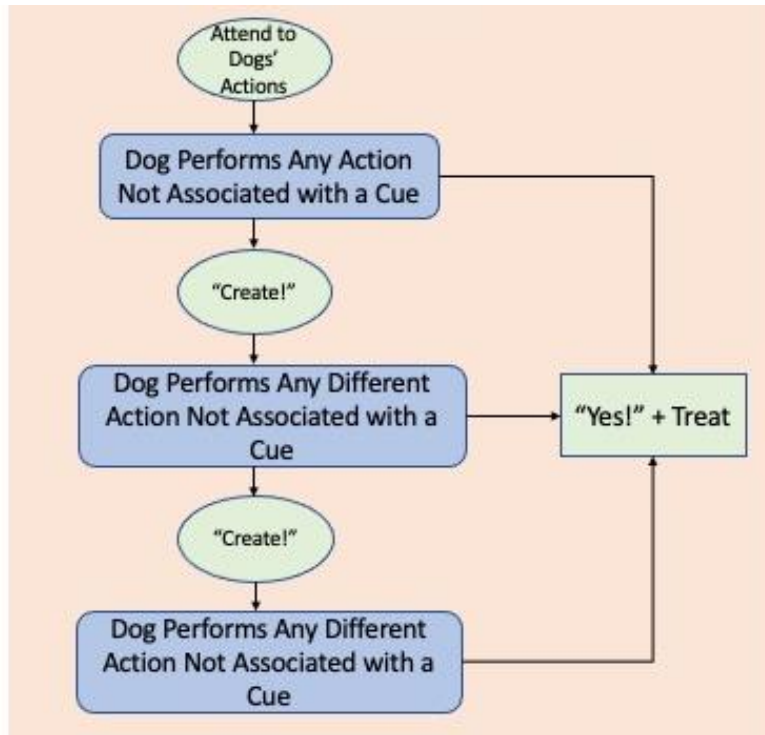 Attend to
Dogs’
Actions
Dog Performs Any Action
Not Associated with a Cue
“Create!”
Dog Performs Any Different
Action Not Associated with a
Cue
“Yes!” + Treat
“Create!”
Dog Performs Any Different
Action Not Associated with a
Cue